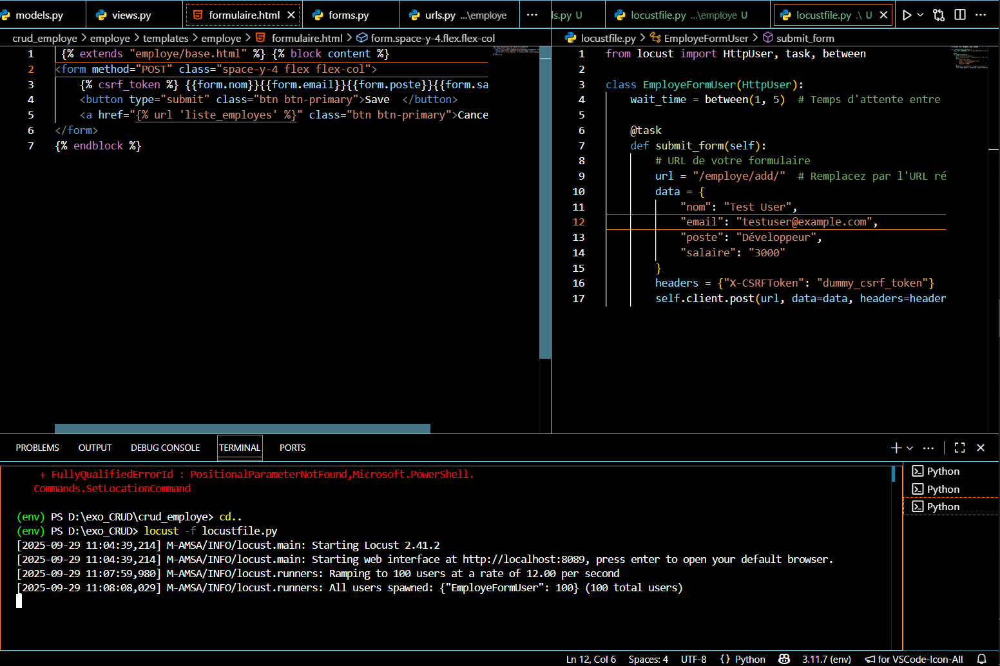 models.py views.py formulaire.html forms.py urls.py ...\employe ... ls.py U locustfile.py ...\employe U locustfile.py .\ U
crud_employe > employe > templates > employe > formulaire.html > form.space-y-4.flex.flex-col
1 {% extends "employe/base.html" %} {% block content %}
2 <form method="POST" class="space-y-4 flex flex-col">
3 {% csrf_token %} {{form.nom}}{{form.email}}{{form.poste}}{{form.sa
4 <button type="submit" class="btn btn-primary">Save </button>
5 <a href="{% url 'liste_employes' %}" class="btn btn-primary">Cance
6 </form>
7 {% endblock %}
locustfile.py > EmployeFormUser > submit_form
1 from locust import HttpUser, task, between
2
3 class EmployeFormUser(HttpUser):
4 wait_time = between(1, 5) # Temps d'attente entre
5
6 @task
7 def submit_form(self):
8 # URL de votre formulaire
9 url = "/employe/add/" # Remplacez par l'URL ré
10 data = {
11 "nom": "Test User",
12 "email": "testuser@example.com",
13 "poste": "Développeur",
14 "salaire": "3000"
15 }
16 headers = {"X-CSRFToken": "dummy_csrf_token"}
17 self.client.post(url, data=data, headers=header
PROBLEMS OUTPUT DEBUG CONSOLE TERMINAL PORTS
+ FullyQualifiedErrorId : PositionalParameterNotFound,Microsoft.PowerShell.
Commands.SetLocationCommand
(env) PS D:\exo_CRUD\crud_employe> cd..
(env) PS D:\exo_CRUD> locust -f locustfile.py
[2025-09-29 11:04:39,214] M-AMSA/INFO/locust.main: Starting Locust 2.41.2
[2025-09-29 11:04:39,214] M-AMSA/INFO/locust.main: Starting web interface at http://localhost:8089, press enter to open your default browser.
[2025-09-29 11:07:59,980] M-AMSA/INFO/locust.runners: Ramping to 100 users at a rate of 12.00 per second
[2025-09-29 11:08:08,029] M-AMSA/INFO/locust.runners: All users spawned: {"EmployeFormUser": 100} (100 total users)
Python
Python
Python
Ln 12, Col 6 Spaces: 4 UTF-8 {} Python 3.11.7 (env) for VSCode-Icon-All